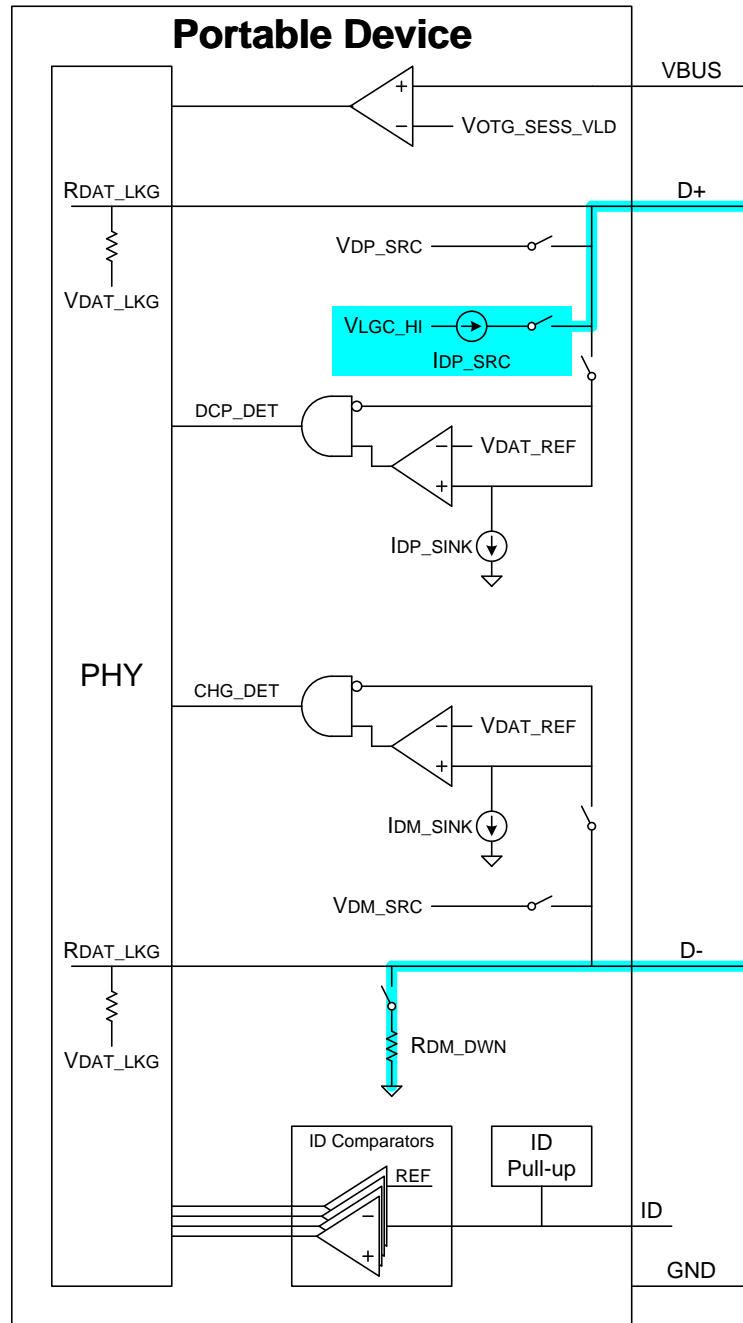 Portable Device
VBUS
+
−
VOTG_SESS_VLD
RDAT_LKG
D+
VDP_SRC
VDAT_LKG
VLGC_HI
IDP_SRC
DCP_DET
−
VDAT_REF
+
IDP_SINK
PHY
CHG_DET
−
VDAT_REF
+
IDM_SINK
VDM_SRC
RDAT_LKG
D-
RDM_DWN
VDAT_LKG
ID Comparators
ID
Pull-up
REF
−
ID
+
GND